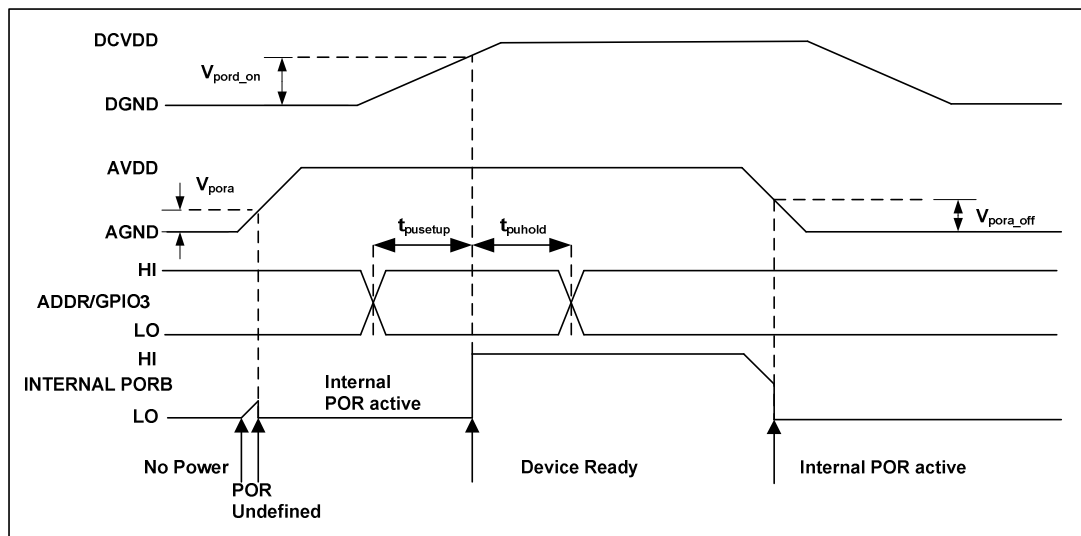 DCVDD
Vpord_on
DGND
AVDD
Vpora
AGND
Vpora_off
tpusetup
tpuhold
HI
ADDR/GPIO3
LO
HI
INTERNAL PORB
Internal
POR active
LO
No Power
Device Ready
Internal POR active
POR
Undefined